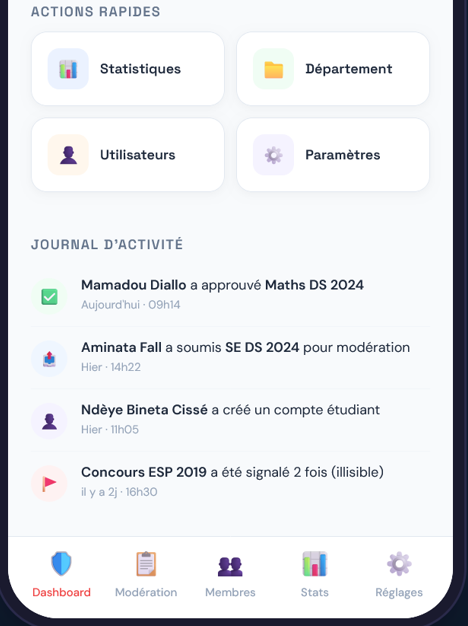 ACTIONS RAPIDES
Statistiques
Département
Utilisateurs
Paramètres
JOURNAL D'ACTIVITÉ
Mamadou Diallo a approuvé Maths DS 2024
Aujourd'hui · 09h14
Aminata Fall a soumis SE DS 2024 pour modération
Hier · 14h22
Ndèye Bineta Cissé a créé un compte étudiant
Hier · 11h05
Concours ESP 2019 a été signalé 2 fois (illisible)
il y a 2j · 16h30
Dashboard
Modération
Membres
Stats
Réglages